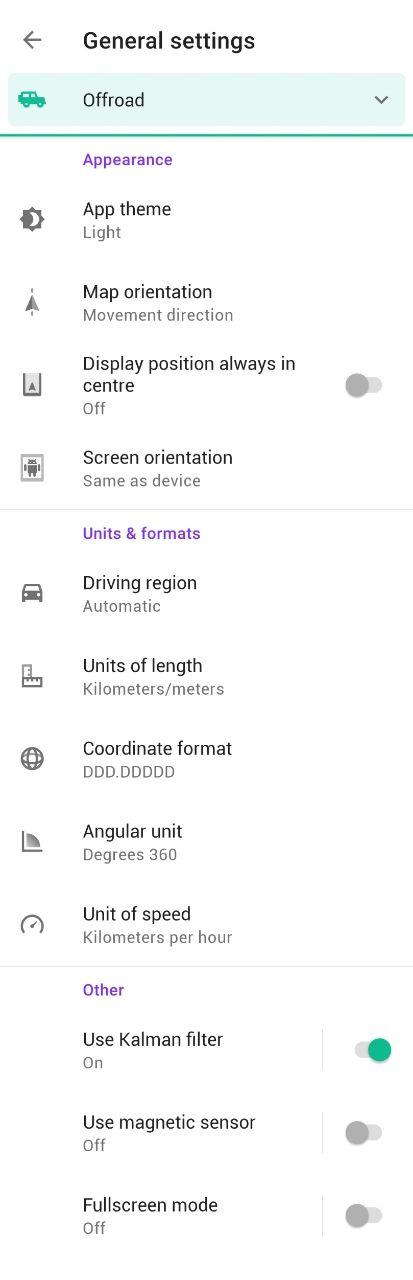 General settings
Offroad
Appearance
App theme
Light
Map orientation
Movement direction
Display position always in
centre
Off
Screen orientation
Same as device
Units & formats
Driving region
Automatic
Units of length
Kilometers/meters
Coordinate format
DDD.DDDDD
Angular unit
Degrees 360
Unit of speed
Kilometers per hour
Other
Use Kalman filter
On
Use magnetic sensor
Off
Fullscreen mode
Off